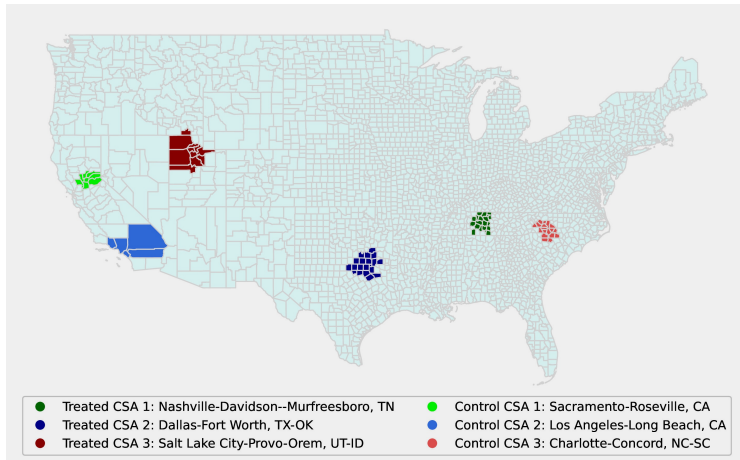 Treated CSA 1: Nashville-Davidson--Murfreesboro, TN
Treated CSA 2: Dallas-Fort Worth, TX-OK
Treated CSA 3: Salt Lake City-Provo-Orem, UT-ID
Control CSA 1: Sacramento-Roseville, CA
Control CSA 2: Los Angeles-Long Beach, CA
Control CSA 3: Charlotte-Concord, NC-SC